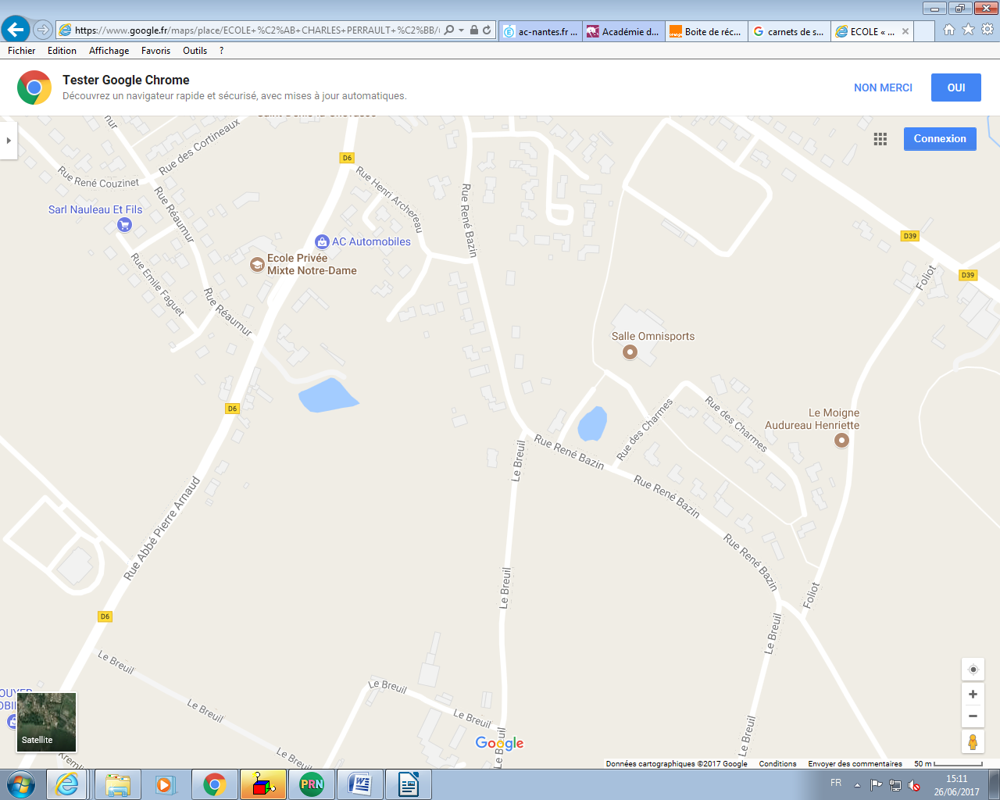 https://www.google.fr/maps/place/ECOLE+%C2%AB+CHARLES+PERRAULT+%C2%BB/
ac-nantes.fr ...
Académie d...
Boite de réc...
carnets de s...
ECOLE « ...
Fichier Edition Affichage Favoris Outils ?
Tester Google Chrome
Découvrez un navigateur rapide et sécurisé, avec mises à jour automatiques.
NON MERCI
OUI
Connexion
Rue des Cortineaux
D6
Rue René Couzinet
Rue Réaumur
Rue Henri Archereau
Rue René Bazin
Sarl Nauleau Et Fils
AC Automobiles
D39
Ecole Privée
Mixte Notre-Dame
D39
Foliot
Rue Emile Faguet
Rue Réaumur
Salle Omnisports
D6
Rue des Charmes
Rue des Charmes
Le Moigne
Audureau Henriette
Rue René Bazin
Le Breuil
Rue René Bazin
Rue Abbé Pierre Arnaud
Rue René Bazin
Le Breuil
Foliot
D6
Le Breuil
Le Breuil
Le Breuil
Le Breuil
Le Breuil
Le Breuil
Le Breuil
Le Breuil
Satellite
Google
Données cartographiques ©2017 Google Conditions Envoyer des commentaires 50 m
PRN
FR
15:11
26/06/2017